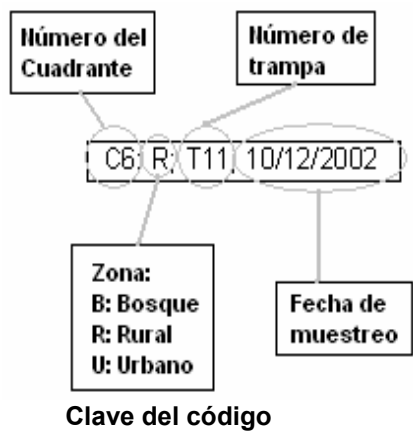 Número del
Cuadrante
Número de
trampa
C6; R; T11; 10/12/2002
Zona:
B: Bosque
R: Rural
U: Urbano
Fecha de
muestreo
Clave del código